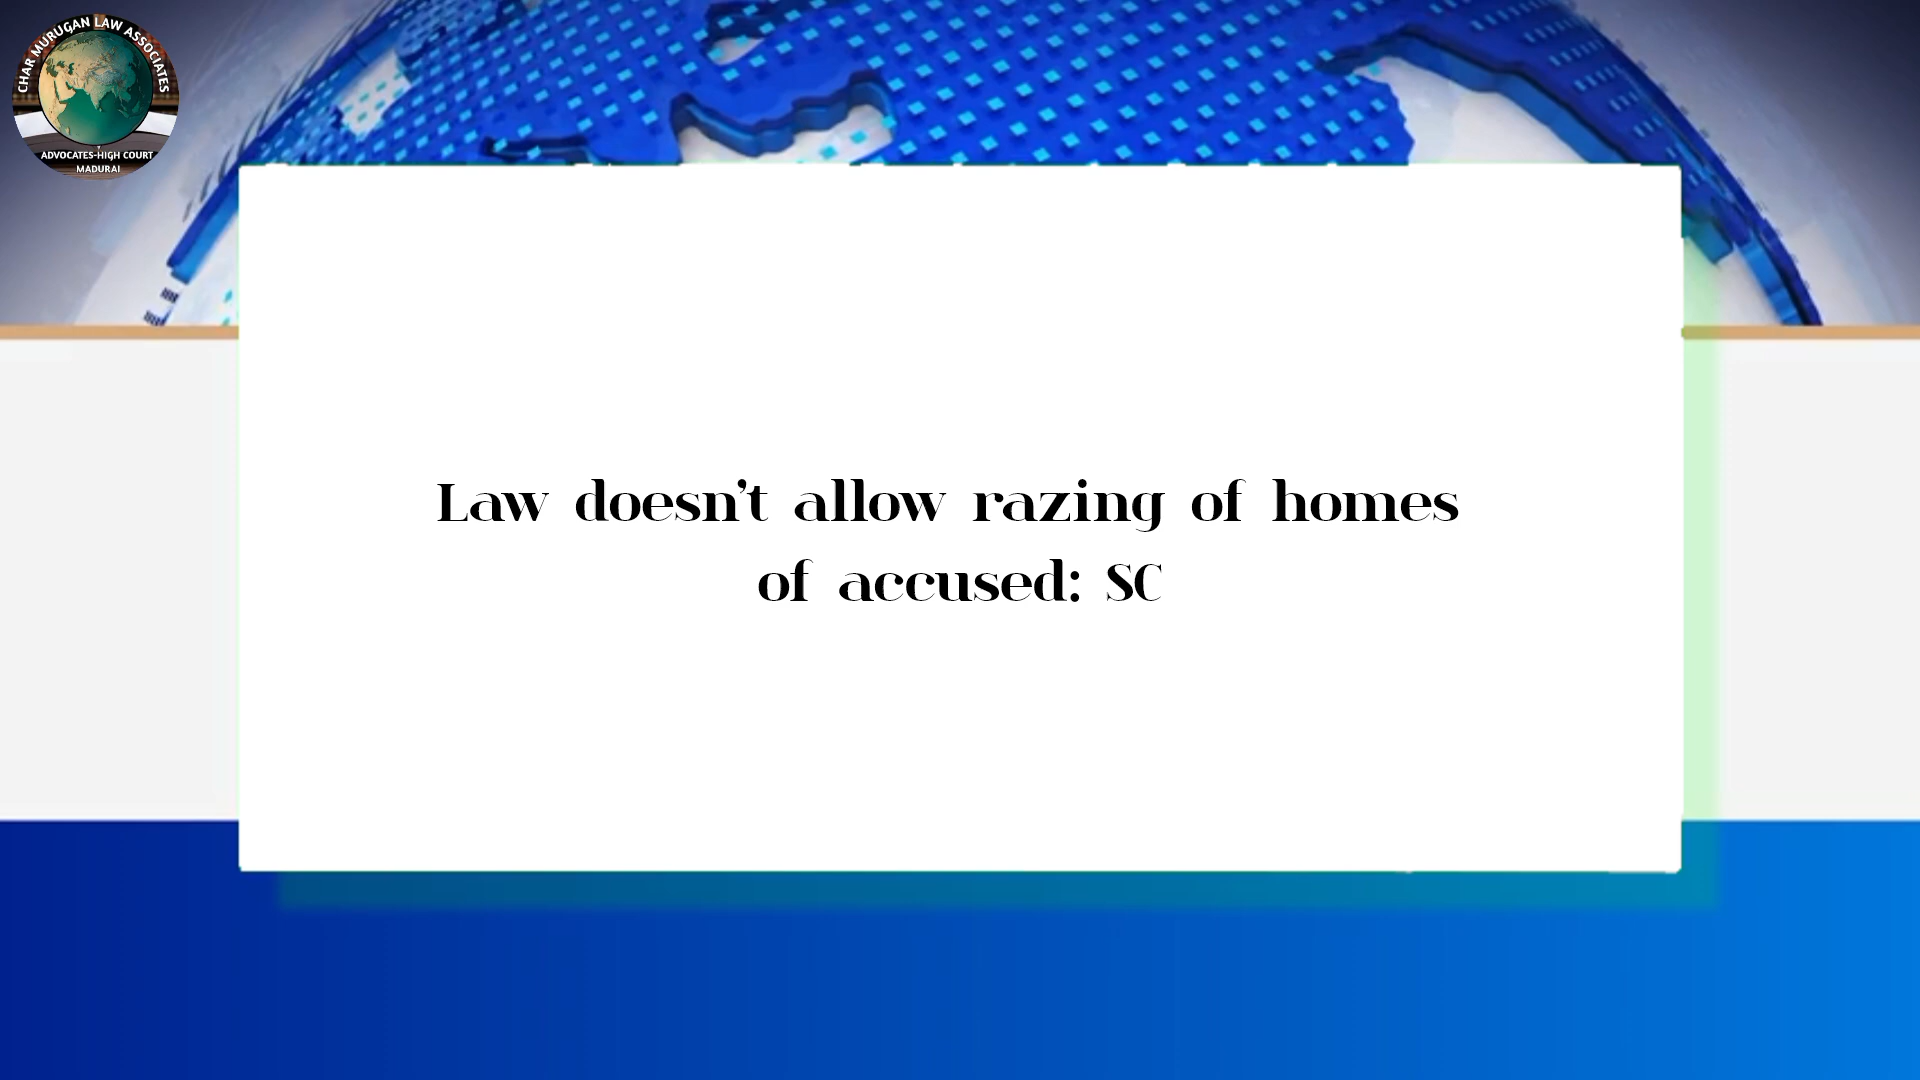 CHAR MURUGAN LAW ASSOCIATES
ADVOCATES-HIGH COURT
MADURAI
Law doesn't allow razing of homes
of accused: SC